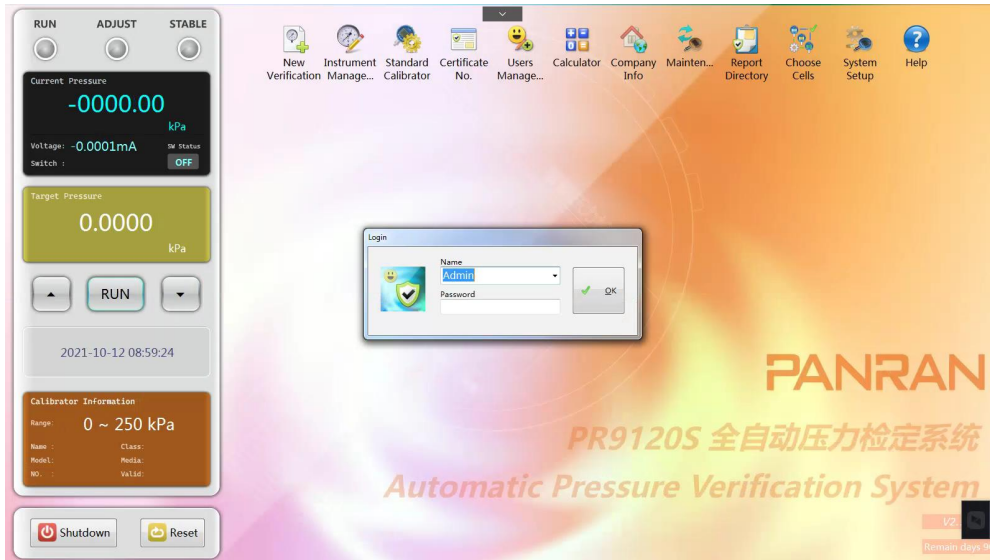 RUN ADJUST STABLE
Current Pressure
-0000.00
kPa
Voltage: -0.0001mA SW Status
Switch : OFF
Target Pressure
0.0000
kPa
RUN
2021-10-12 08:59:24
Calibrator Information
Range: 0 ~ 250 kPa
Name : Class:
Model: Media:
NO. : Valid:
Shutdown Reset
New Verification
Instrument Manage...
Standard Calibrator
Certificate No.
Users Manage...
Calculator
Company Info
Mainten...
Report Directory
Choose Cells
System Setup
Help
Login
Name
Admin
Password
OK
PANRAN
PR9120S 全自动压力检定系统
Automatic Pressure Verification System
Remain days